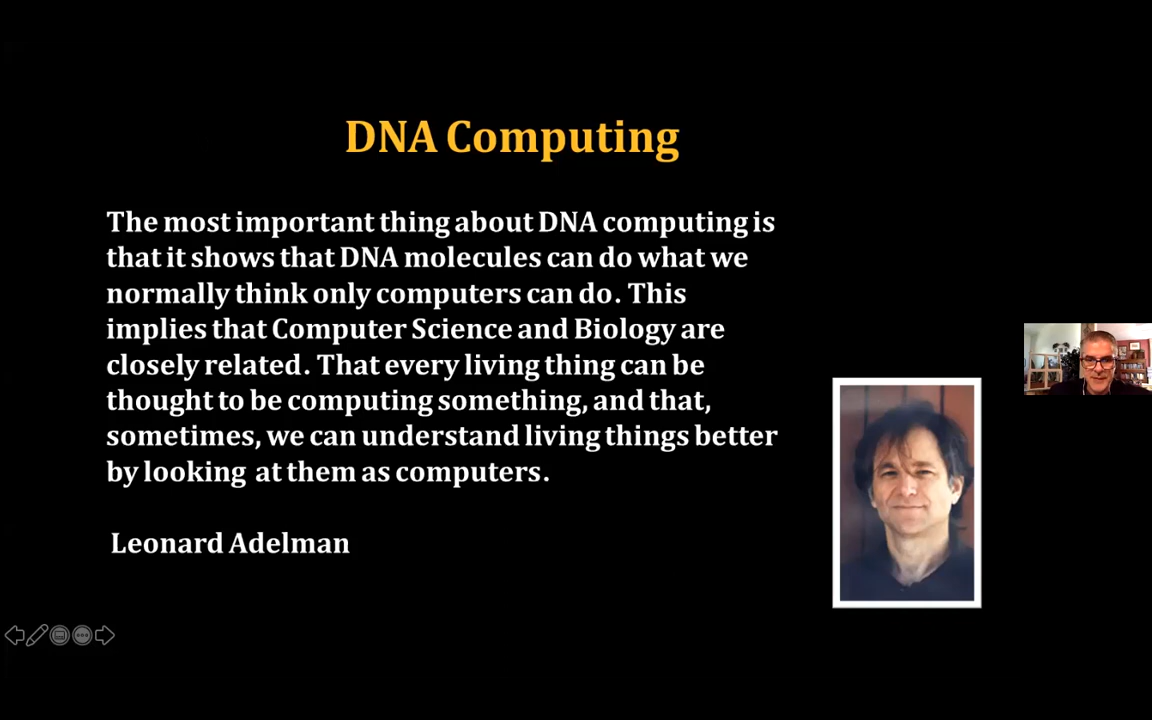 DNA Computing
The most important thing about DNA computing is
that it shows that DNA molecules can do what we
normally think only computers can do. This
implies that Computer Science and Biology are
closely related. That every living thing can be
thought to be computing something, and that,
sometimes, we can understand living things better
by looking at them as computers.
Leonard Adelman